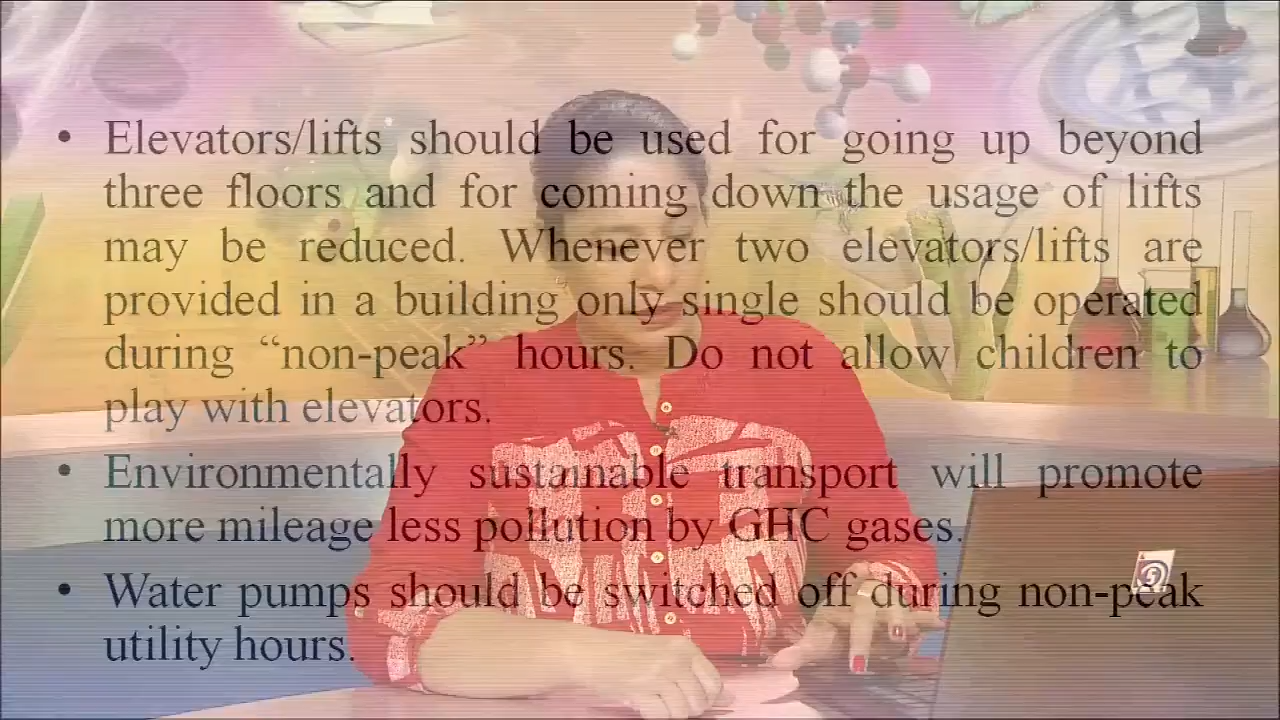 • Elevators/lifts should be used for going up beyond
three floors and for coming down the usage of lifts
may be reduced. Whenever two elevators/lifts are
provided in a building only single should be operated
during “non-peak” hours. Do not allow children to
play with elevators.
• Environmentally sustainable transport will promote
more mileage less pollution by GHC gases.
• Water pumps should be switched off during non-peak
utility hours.